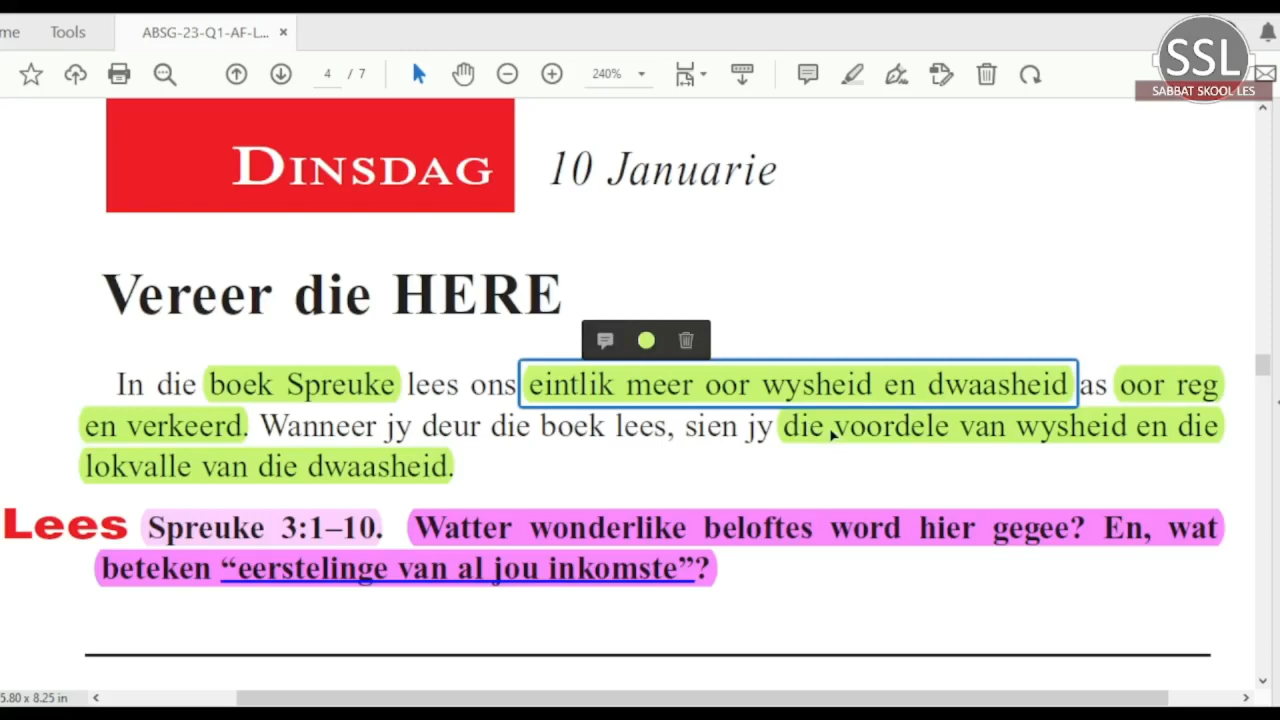 me Tools ABSG-23-Q1-AF-L... ×
SSL
SABBAT SKOOL LES
4 / 7 240%
DINSDAG 10 Januarie
Vereer die HERE
In die boek Spreuke lees ons eintlik meer oor wysheid en dwaasheid as oor reg
en verkeerd. Wanneer jy deur die boek lees, sien jy die voordele van wysheid en die
lokvalle van die dwaasheid.
Lees Spreuke 3:1–10. Watter wonderlike beloftes word hier gegee? En, wat
beteken “eerstelinge van al jou inkomste”?
5.80 x 8.25 in